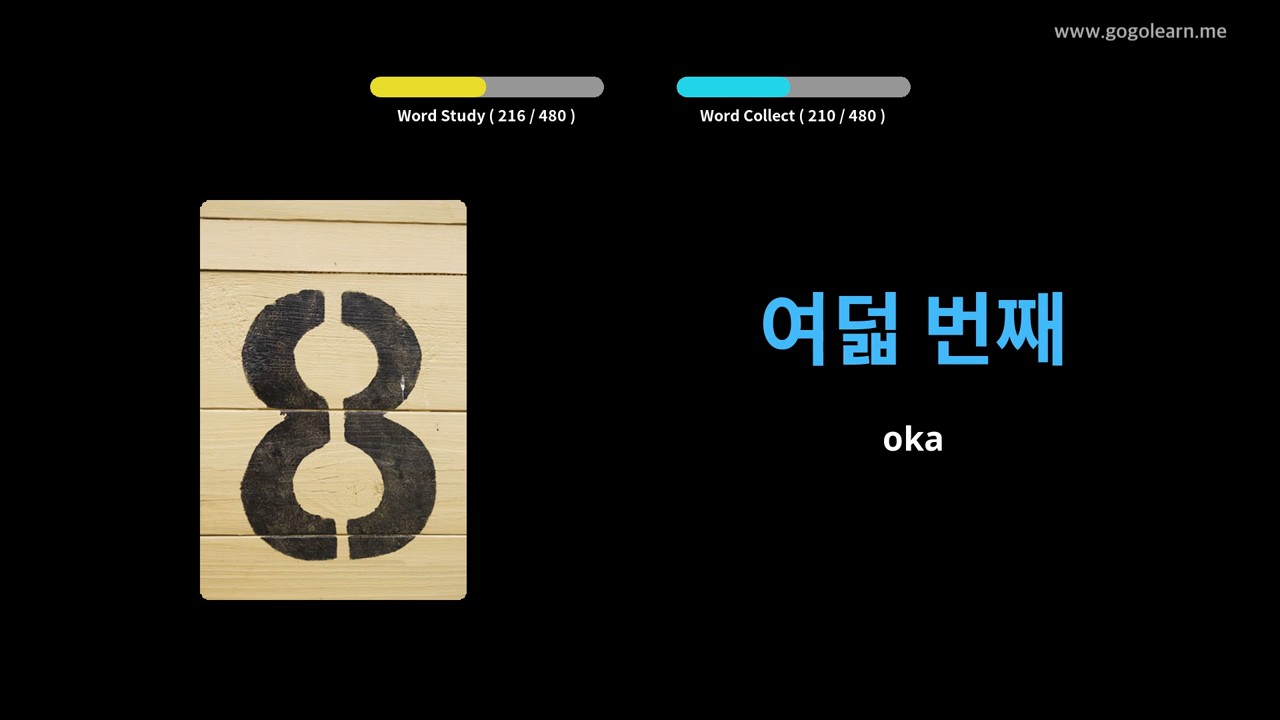 www.gogolearn.me
Word Study ( 216 / 480 )
Word Collect ( 210 / 480 )
8
여덟 번째
oka